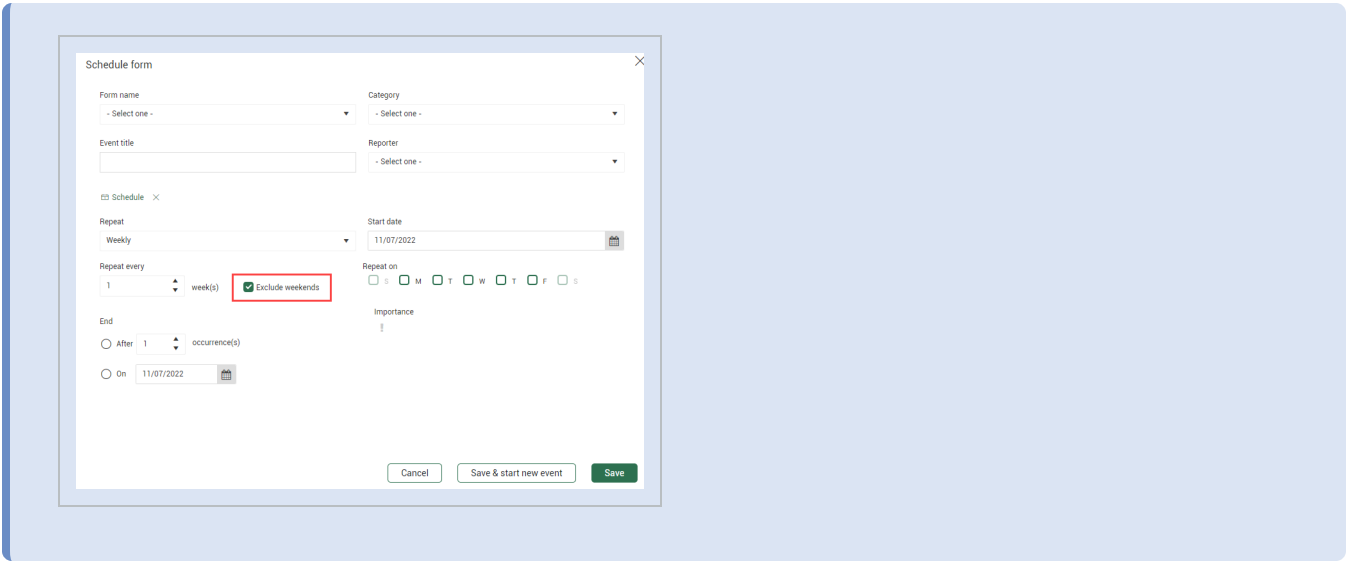 Schedule form
Form name
Category
- Select one -
- Select one -
Event title
Reporter
- Select one -
Schedule
Repeat
Start date
Weekly
11/07/2022
Repeat every
Repeat on
1
week(s)
Exclude weekends
S M T W T F S
Importance
!
End
After 1 occurrence(s)
On 11/07/2022
Cancel
Save & start new event
Save